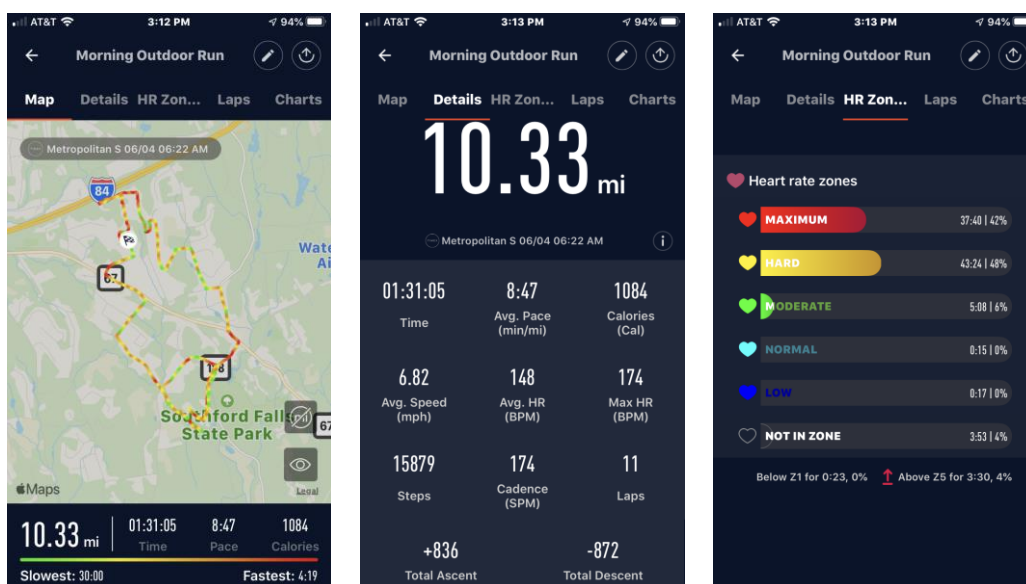 AT&T 3:12 PM 94%
Morning Outdoor Run
Map Details HR Zon... Laps Charts
Metropolitan S 06/04 06:22 AM
84
67
Southford Falls
State Park
67
Maps
Legal
10.33 mi 01:31:05 8:47 1084
Time Pace Calories
Slowest: 30:00 Fastest: 4:19
AT&T 3:13 PM 94%
Morning Outdoor Run
Map Details HR Zon... Laps Charts
10.33 mi
Metropolitan S 06/04 06:22 AM i
01:31:05 8:47 1084
Time Avg. Pace Calories
(min/mi) (Cal)
6.82 148 174
Avg. Speed Avg. HR Max HR
(mph) (BPM) (BPM)
15879 174 11
Steps Cadence Laps
(SPM)
+836 -872
Total Ascent Total Descent
AT&T 3:13 PM 94%
Morning Outdoor Run
Map Details HR Zon... Laps Charts
Heart rate zones
MAXIMUM 37:40 | 42%
HARD 43:24 | 48%
MODERATE 5:08 | 6%
NORMAL 0:15 | 0%
LOW 0:17 | 0%
NOT IN ZONE 3:53 | 4%
Below Z1 for 0:23, 0% Above Z5 for 3:30, 4%